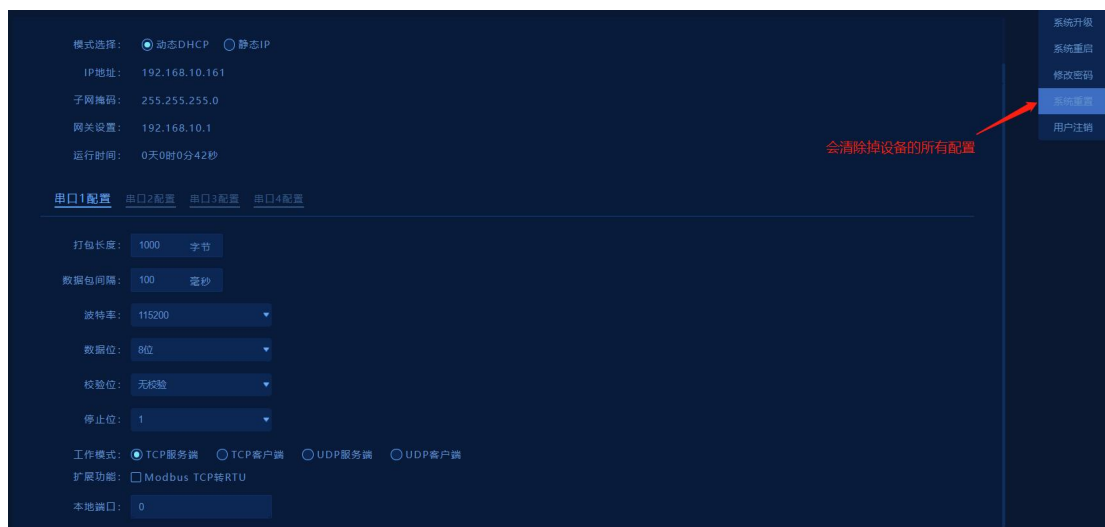 系统升级
模式选择： 动态DHCP 静态IP
系统重启
IP地址： 192.168.10.161
修改密码
子网掩码： 255.255.255.0
系统重置
网关设置： 192.168.10.1
用户注销
会清除掉设备的所有配置
运行时间： 0天0时0分42秒
串口1配置 串口2配置 串口3配置 串口4配置
打包长度： 1000 字节
数据包间隔： 100 毫秒
波特率： 115200
数据位： 8位
校验位： 无校验
停止位： 1
工作模式： TCP服务端 TCP客户端 UDP服务端 UDP客户端
扩展功能： Modbus TCP转RTU
本地端口： 0